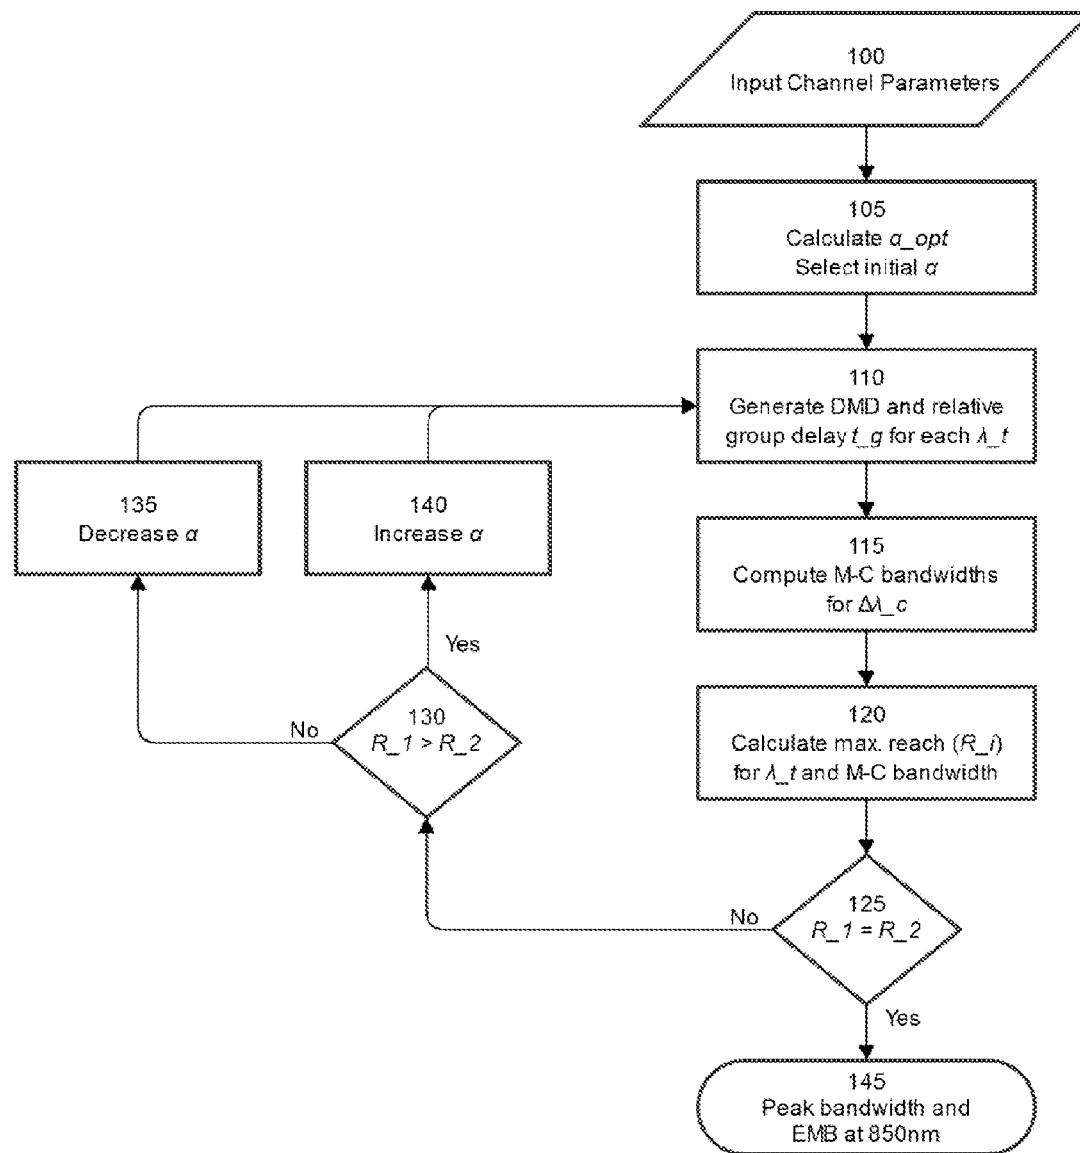 100
Input Channel Parameters
105
Calculate α_opt
Select initial α
110
Generate DMD and relative
group delay t_g for each λ_t
135
Decrease α
140
Increase α
115
Compute M-C bandwidths
for Δλ_c
Yes
No
130
R_1 > R_2
120
Calculate max. reach (R_i)
for λ_t and M-C bandwidth
No
125
R_1 = R_2
Yes
145
Peak bandwidth and
EMB at 850nm